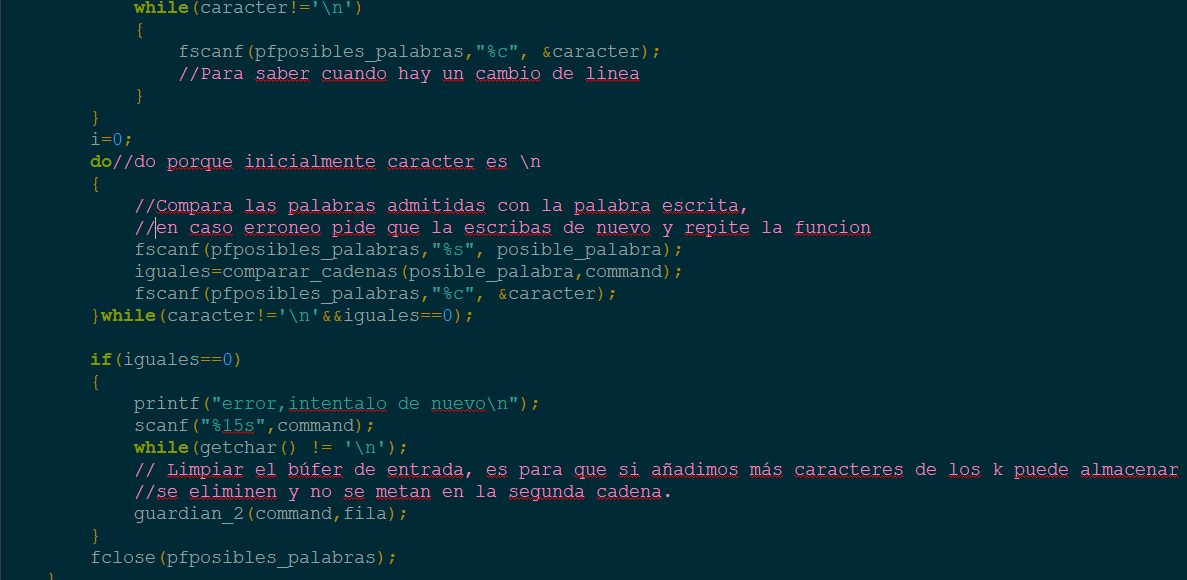 while(caracter!='\n')
{
fscanf(pfposibles_palabras,"%c", &caracter);
//Para saber cuando hay un cambio de linea
}
}
i=0;
do//do porque inicialmente caracter es \n
{
//Compara las palabras admitidas con la palabra escrita,
//en caso erroneo pide que la escribas de nuevo y repite la funcion
fscanf(pfposibles_palabras,"%s", posible_palabra);
iguales=comparar_cadenas(posible_palabra,command);
fscanf(pfposibles_palabras,"%c", &caracter);
}while(caracter!='\n'&&iguales==0);
if(iguales==0)
{
printf("error,intentalo de nuevo\n");
scanf("%15s",command);
while(getchar() != '\n');
// Limpiar el búfer de entrada, es para que si añadimos más caracteres de los k puede almacenar
//se eliminen y no se metan en la segunda cadena.
guardian_2(command,fila);
}
fclose(pfposibles_palabras);
}